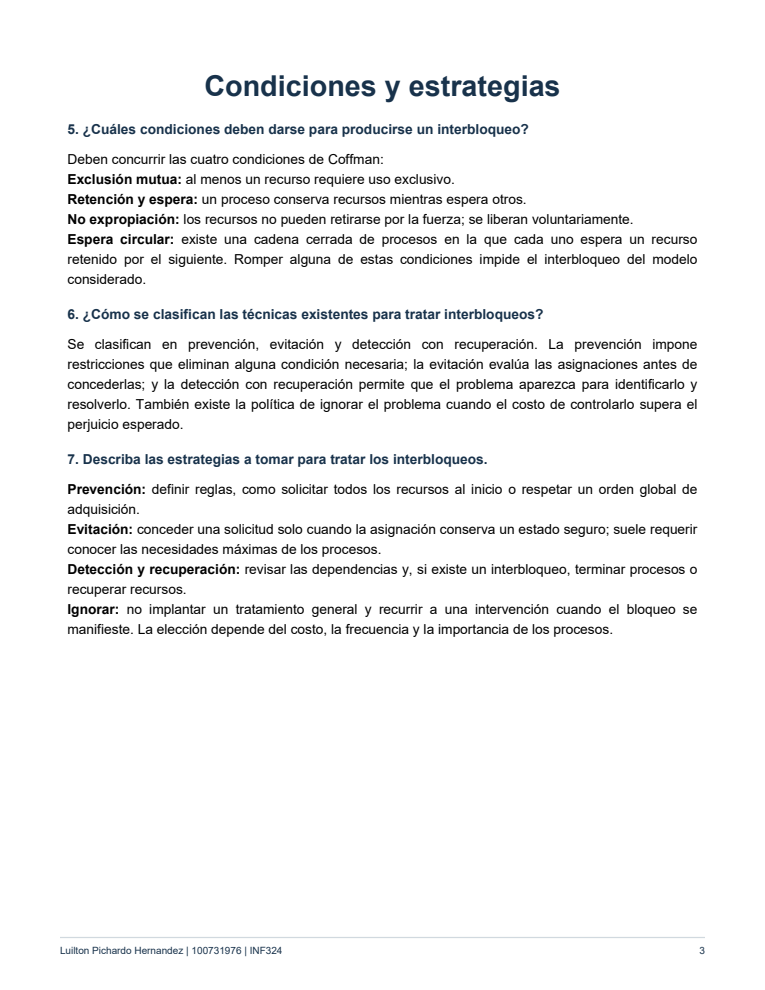 Condiciones y estrategias
5. ¿Cuáles condiciones deben darse para producirse un interbloqueo?
Deben concurrir las cuatro condiciones de Coffman:
Exclusión mutua: al menos un recurso requiere uso exclusivo.
Retención y espera: un proceso conserva recursos mientras espera otros.
No expropiación: los recursos no pueden retirarse por la fuerza; se liberan voluntariamente.
Espera circular: existe una cadena cerrada de procesos en la que cada uno espera un recurso
retenido por el siguiente. Romper alguna de estas condiciones impide el interbloqueo del modelo
considerado.
6. ¿Cómo se clasifican las técnicas existentes para tratar interbloqueos?
Se clasifican en prevención, evitación y detección con recuperación. La prevención impone
restricciones que eliminan alguna condición necesaria; la evitación evalúa las asignaciones antes de
concederlas; y la detección con recuperación permite que el problema aparezca para identificarlo y
resolverlo. También existe la política de ignorar el problema cuando el costo de controlarlo supera el
perjuicio esperado.
7. Describa las estrategias a tomar para tratar los interbloqueos.
Prevención: definir reglas, como solicitar todos los recursos al inicio o respetar un orden global de
adquisición.
Evitación: conceder una solicitud solo cuando la asignación conserva un estado seguro; suele requerir
conocer las necesidades máximas de los procesos.
Detección y recuperación: revisar las dependencias y, si existe un interbloqueo, terminar procesos o
recuperar recursos.
Ignorar: no implantar un tratamiento general y recurrir a una intervención cuando el bloqueo se
manifieste. La elección depende del costo, la frecuencia y la importancia de los procesos.
Luilton Pichardo Hernandez | 100731976 | INF324 3